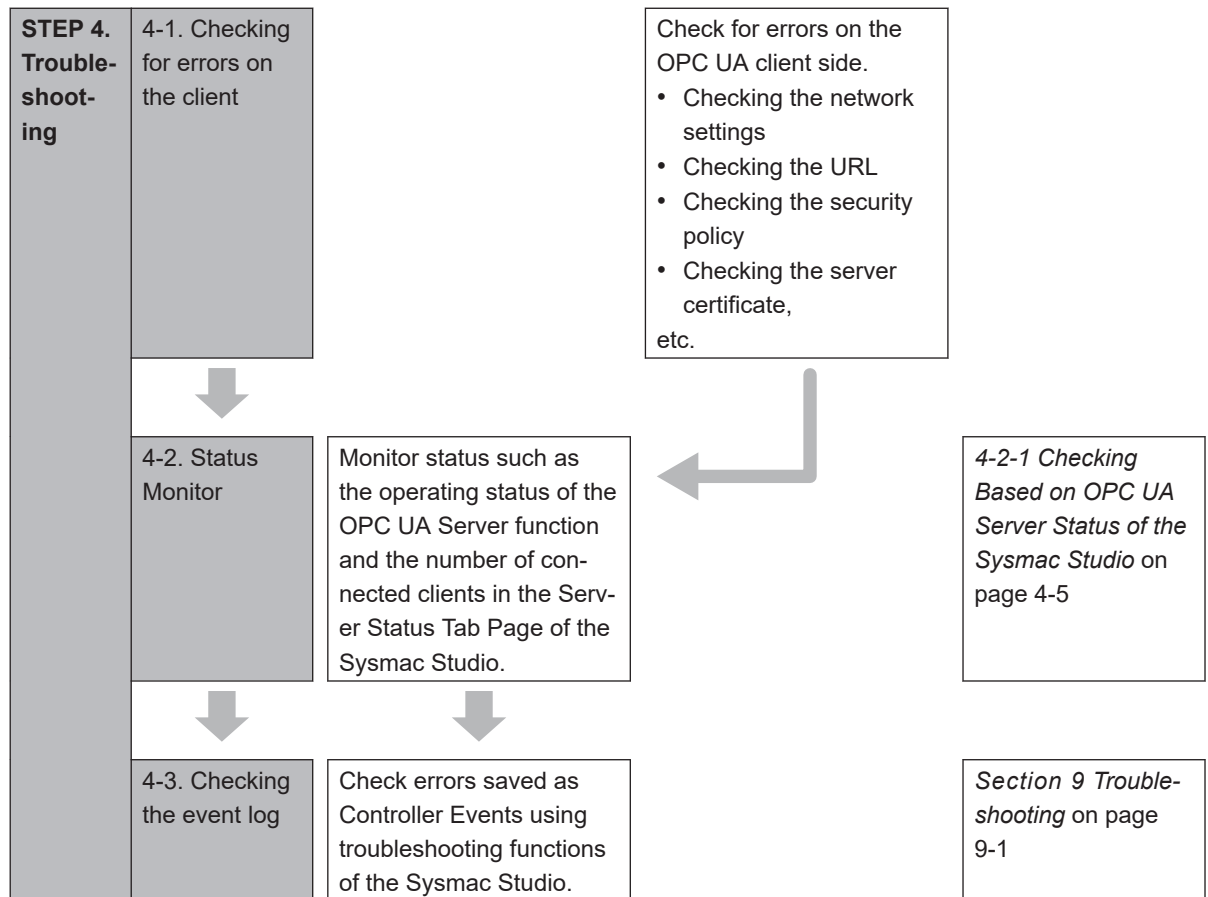 STEP 4.
Trouble-
shoot-
ing
4-1. Checking
for errors on
the client
Check for errors on the
OPC UA client side.
• Checking the network
settings
• Checking the URL
• Checking the security
policy
• Checking the server
certificate,
etc.
4-2. Status
Monitor
Monitor status such as
the operating status of the
OPC UA Server function
and the number of con-
nected clients in the Serv-
er Status Tab Page of the
Sysmac Studio.
4-2-1 Checking
Based on OPC UA
Server Status of the
Sysmac Studio on
page 4-5
4-3. Checking
the event log
Check errors saved as
Controller Events using
troubleshooting functions
of the Sysmac Studio.
Section 9 Trouble-
shooting on page
9-1